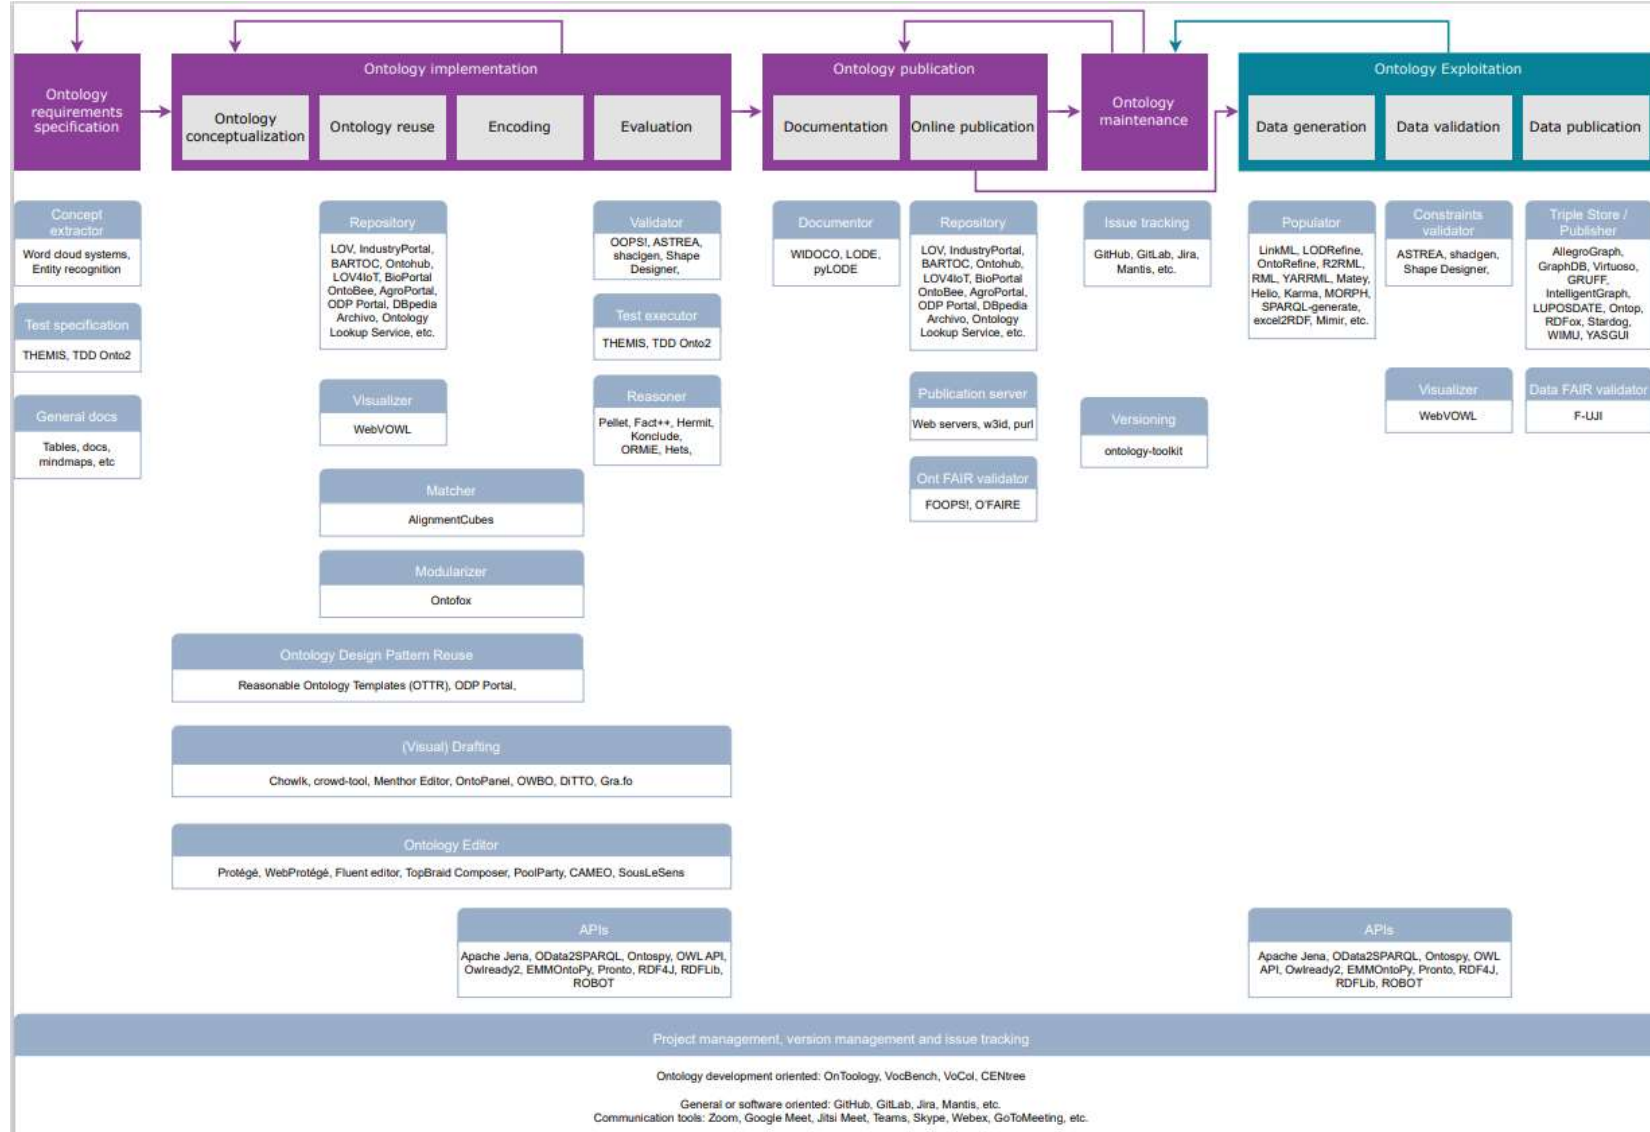 Ontology
requirements
specification
Ontology implementation
Ontology
conceptualization
Ontology reuse
Encoding
Evaluation
Ontology publication
Documentation
Online publication
Ontology
maintenance
Ontology Exploitation
Data generation
Data validation
Data publication
Concept
extractor
Word cloud systems,
Entity recognition
Test specification
THEMIS, TDD Onto2
General docs
Tables, docs,
mindmaps, etc
Repository
LOV, IndustryPortal,
BARTOC, Ontohub,
LOV4IoT, BioPortal
OntoBee, AgroPortal,
ODP Portal, DBpedia
Archivo, Ontology
Lookup Service, etc.
Visualizer
WebVOWL
Matcher
AlignmentCubes
Modularizer
Ontofox
Validator
OOPS!, ASTREA,
shaclgen, Shape
Designer,
Test executor
THEMIS, TDD Onto2
Reasoner
Pellet, Fact++, Hermit,
Konclude,
ORMiE, Hets,
Ontology Design Pattern Reuse
Reasonable Ontology Templates (OTTR), ODP Portal,
(Visual) Drafting
Chowlk, crowd-tool, Menthor Editor, OntoPanel, OWBO, DiTTO, Gra.fo
Ontology Editor
Protégé, WebProtégé, Fluent editor, TopBraid Composer, PoolParty, CAMEO, SousLeSens
APIs
Apache Jena, OData2SPARQL, Ontospy, OWL API,
Owlready2, EMMOntoPy, Pronto, RDF4J, RDFLib,
ROBOT
Documentor
WIDOCO, LODE,
pyLODE
Repository
LOV, IndustryPortal,
BARTOC, Ontohub,
LOV4IoT, BioPortal
OntoBee, AgroPortal,
ODP Portal, DBpedia
Archivo, Ontology
Lookup Service, etc.
Publication server
Web servers, w3id, purl
Ont FAIR validator
FOOPS!, O'FAIRE
Issue tracking
GitHub, GitLab, Jira,
Mantis, etc.
Versioning
ontology-toolkit
Populator
LinkML, LODRefine,
OntoRefine, R2RML,
RML, YARRML, Matey,
Helio, Karma, MORPH,
SPARQL-generate,
excel2RDF, Mimir, etc.
Constraints
validator
ASTREA, shaclgen,
Shape Designer,
Visualizer
WebVOWL
Triple Store /
Publisher
AllegroGraph,
GraphDB, Virtuoso,
GRUFF,
IntelligentGraph,
LUPOSDATE, Ontop,
RDFox, Stardog,
WIMU, YASGUI
Data FAIR validator
F-UJI
APIs
Apache Jena, OData2SPARQL, Ontospy, OWL
API, Owlready2, EMMOntoPy, Pronto, RDF4J,
RDFLib, ROBOT
Project management, version management and issue tracking
Ontology development oriented: OnToology, VocBench, VoCol, CENtree
General or software oriented: GitHub, GitLab, Jira, Mantis, etc.
Communication tools: Zoom, Google Meet, Jitsi Meet, Teams, Skype, Webex, GoToMeeting, etc.